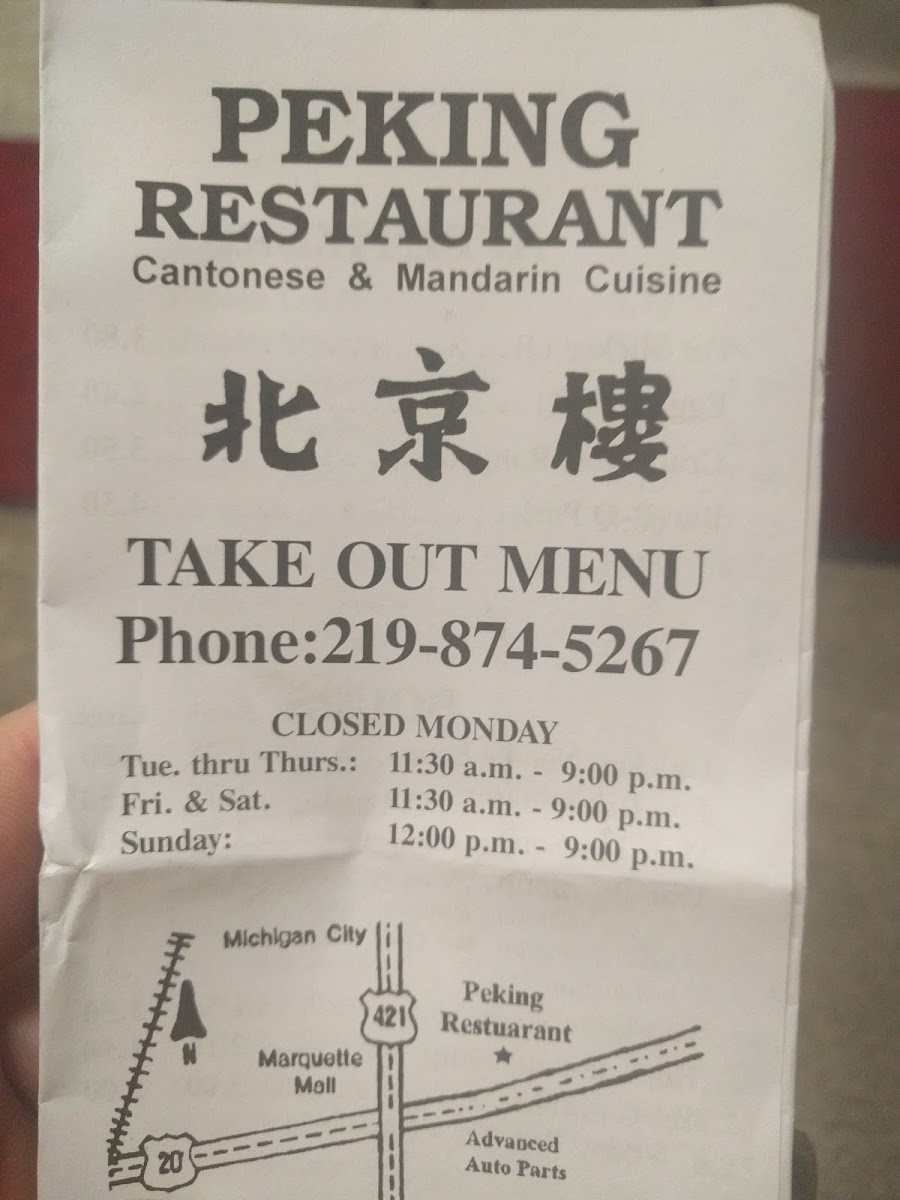 PEKING
RESTAURANT
Cantonese & Mandarin Cuisine
北京樓
TAKE OUT MENU
Phone:219-874-5267
CLOSED MONDAY
Tue. thru Thurs.: 11:30 a.m. - 9:00 p.m.
Fri. & Sat. 11:30 a.m. - 9:00 p.m.
Sunday: 12:00 p.m. - 9:00 p.m.
Michigan City
421
Peking
Restuarant
N
Marquette
Mall
20
Advanced
Auto Parts